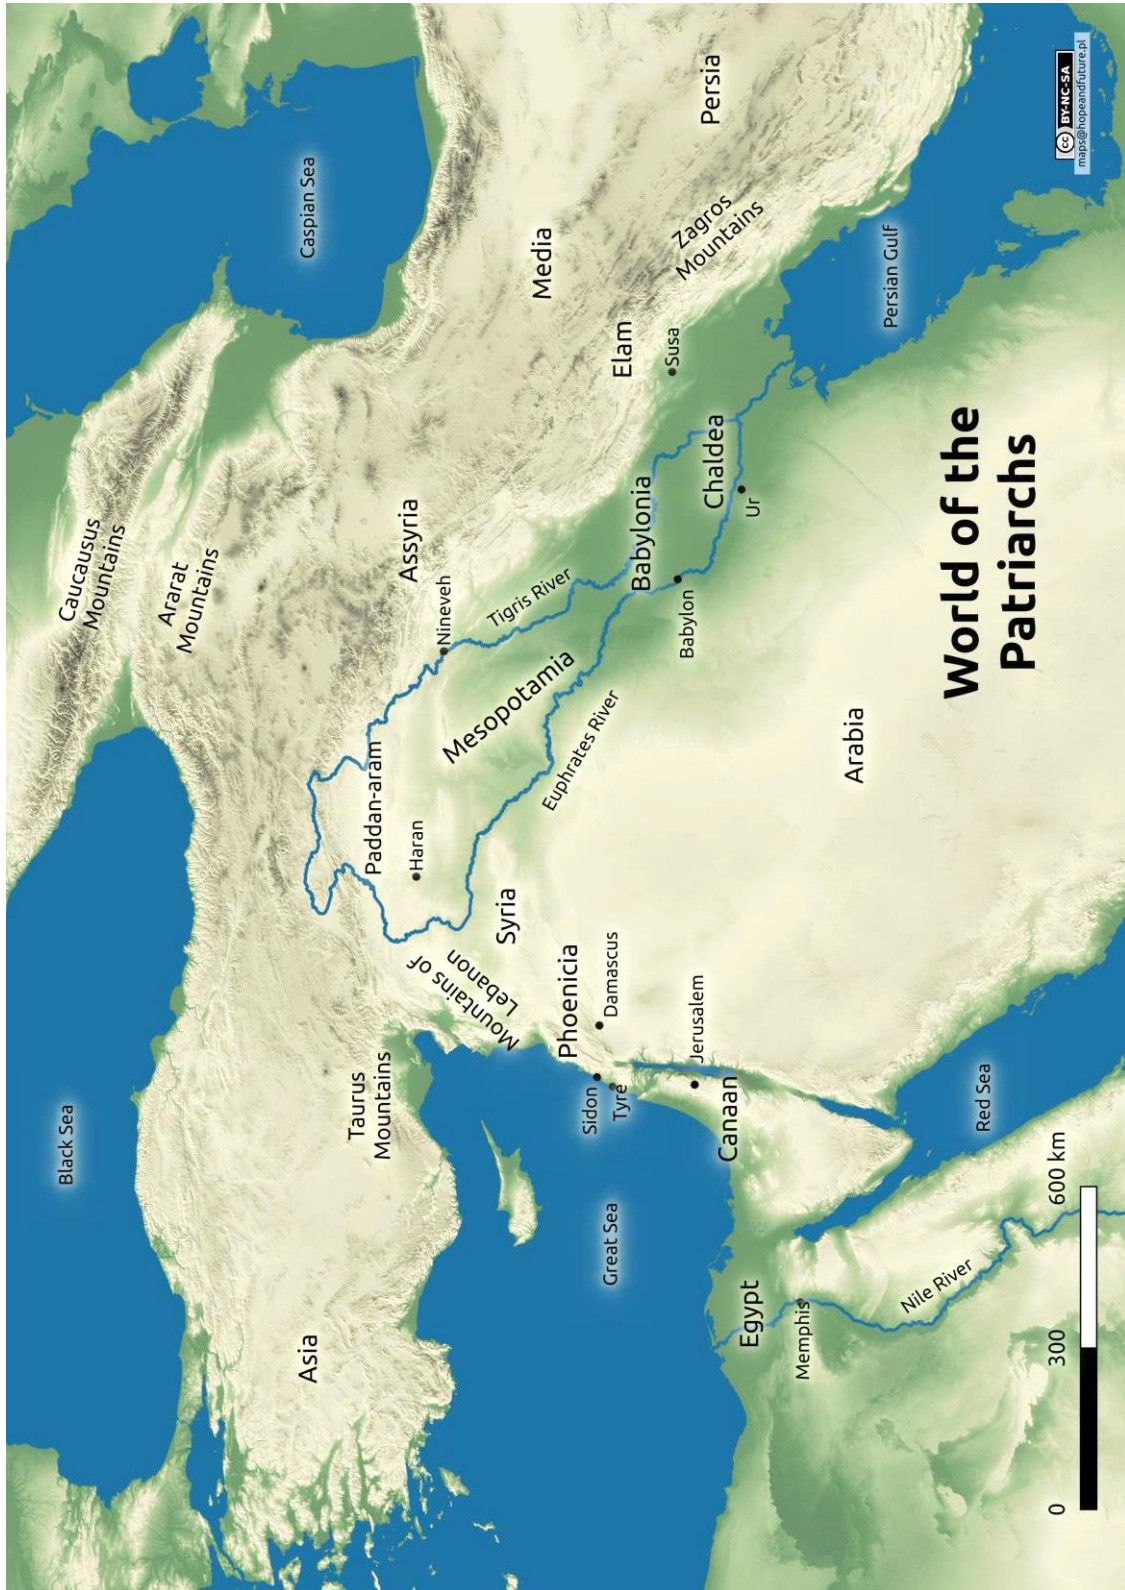 Black Sea
Caucausus
Mountains
Caspian Sea
Ararat
Mountains
Asia
Taurus
Mountains
Paddan-aram
Haran
Assyria
Nineveh
Media
Mountains of
Lebanon
Syria
Mesopotamia
Tigris River
Euphrates River
Great Sea
Phoenicia
Sidon
Tyre
Damascus
Babylonia
Babylon
Elam
Susa
Zagros
Mountains
Persia
Canaan
Jerusalem
Chaldea
Ur
Egypt
Memphis
Nile River
Arabia
Persian Gulf
Red Sea
World of the
Patriarchs
0 300 600 km
cc BY-NC-SA
maps@hopeandfuture.pl